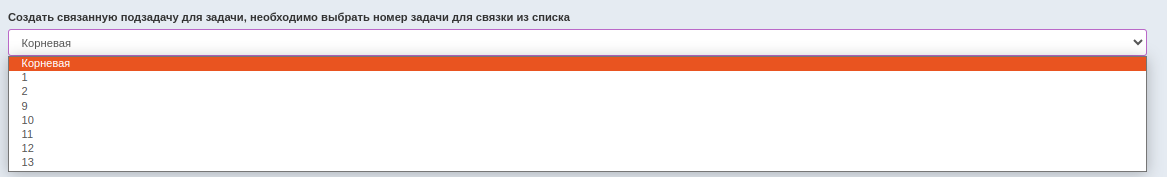 Создать связанную подзадачу для задачи, необходимо выбрать номер задачи для связки из списка
Корневая
Корневая
1
2
9
10
11
12
13